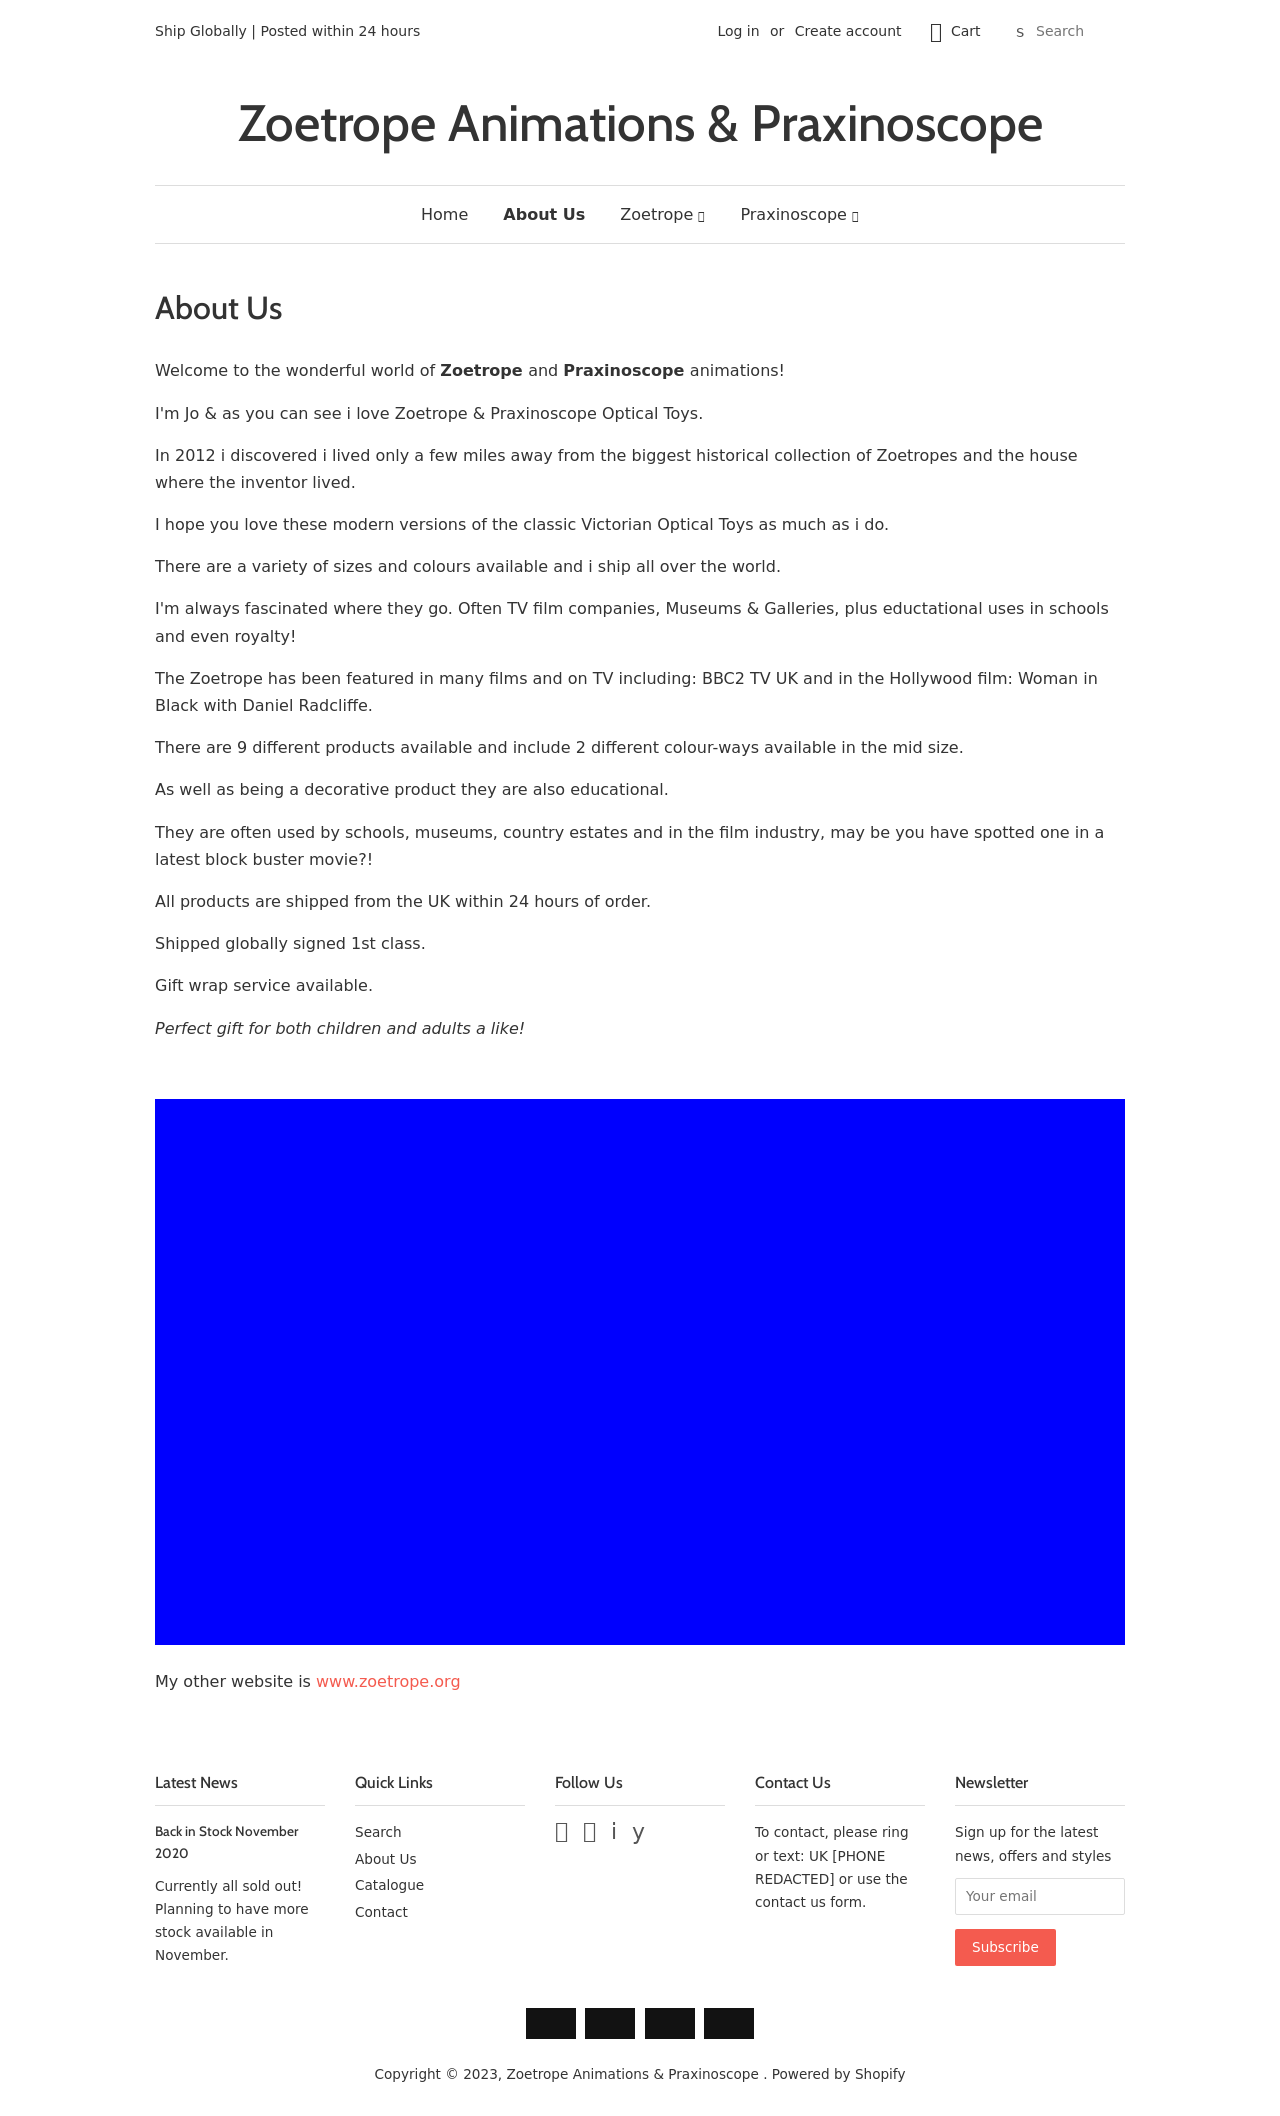 Ship Globally | Posted within 24 hours
Log in or Create account Cart s Search
Zoetrope Animations & Praxinoscope
Home About Us Zoetrope Praxinoscope
About Us
Welcome to the wonderful world of Zoetrope and Praxinoscope animations!
I'm Jo & as you can see i love Zoetrope & Praxinoscope Optical Toys.
In 2012 i discovered i lived only a few miles away from the biggest historical collection of Zoetropes and the house
where the inventor lived.
I hope you love these modern versions of the classic Victorian Optical Toys as much as i do.
There are a variety of sizes and colours available and i ship all over the world.
I'm always fascinated where they go. Often TV film companies, Museums & Galleries, plus eductational uses in schools
and even royalty!
The Zoetrope has been featured in many films and on TV including: BBC2 TV UK and in the Hollywood film: Woman in
Black with Daniel Radcliffe.
There are 9 different products available and include 2 different colour-ways available in the mid size.
As well as being a decorative product they are also educational.
They are often used by schools, museums, country estates and in the film industry, may be you have spotted one in a
latest block buster movie?!
All products are shipped from the UK within 24 hours of order.
Shipped globally signed 1st class.
Gift wrap service available.
Perfect gift for both children and adults a like!
My other website is www.zoetrope.org
Latest News
Back in Stock November
2020
Currently all sold out!
Planning to have more
stock available in
November.
Quick Links
Search
About Us
Catalogue
Contact
Follow Us
i y
Contact Us
To contact, please ring
or text: UK [PHONE
REDACTED] or use the
contact us form.
Newsletter
Sign up for the latest
news, offers and styles
Your email
Subscribe
Copyright © 2023, Zoetrope Animations & Praxinoscope . Powered by Shopify